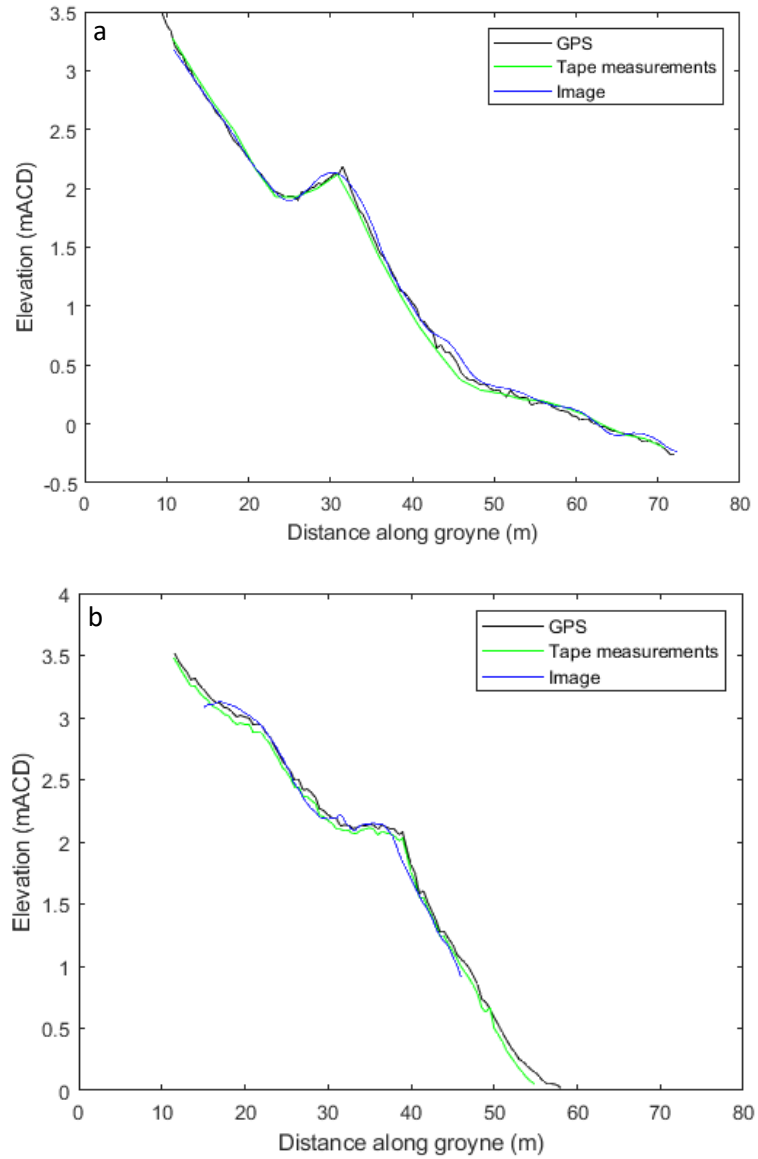 a
GPS
Tape measurements
Image
3.5
3
2.5
2
1.5
1
0.5
0
-0.5
Elevation (mACD)
0 10 20 30 40 50 60 70 80
Distance along groyne (m)
b
GPS
Tape measurements
Image
4
3.5
3
2.5
2
1.5
1
0.5
0
Elevation (mACD)
0 10 20 30 40 50 60 70 80
Distance along groyne (m)